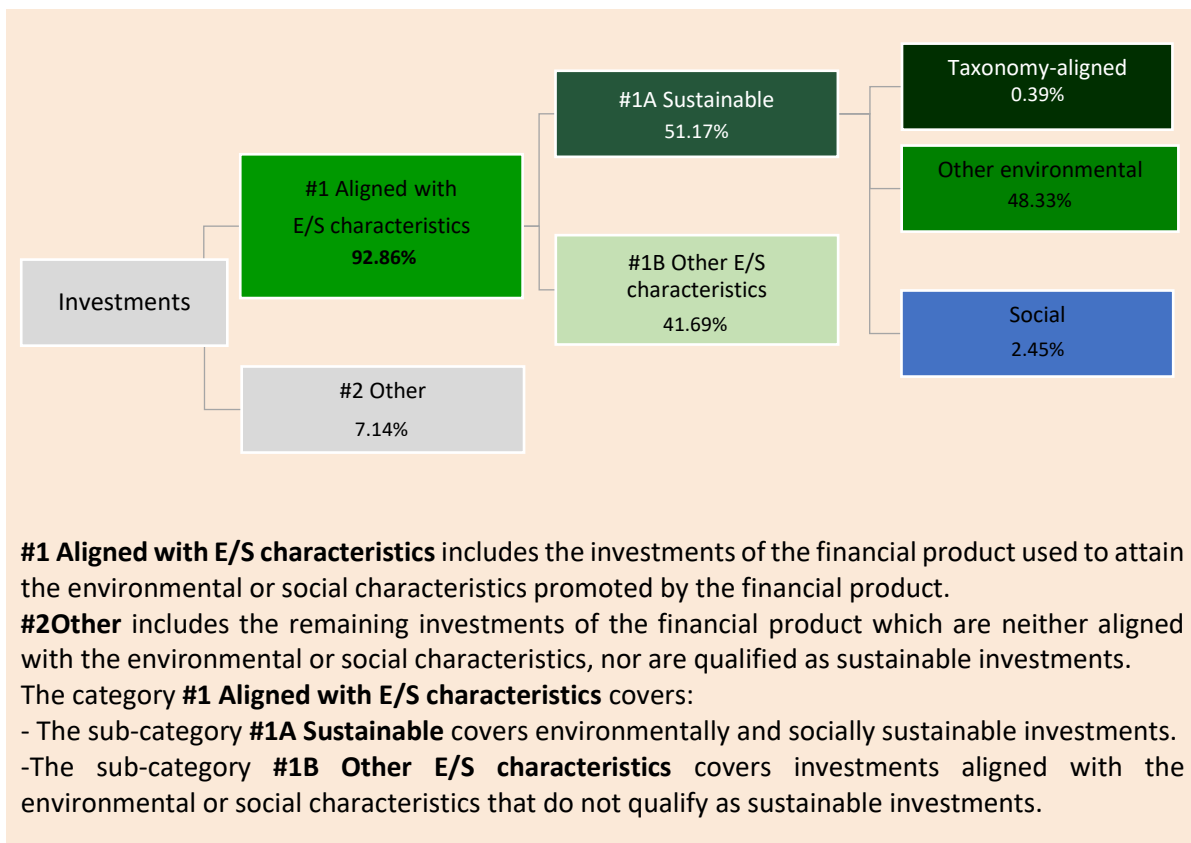 Taxonomy-aligned
0.39%
#1A Sustainable
51.17%
Other environmental
48.33%
#1 Aligned with
E/S characteristics
92.86%
#1B Other E/S
characteristics
41.69%
Investments
Social
2.45%
#2 Other
7.14%
#1 Aligned with E/S characteristics includes the investments of the financial product used to attain
the environmental or social characteristics promoted by the financial product.
#2Other includes the remaining investments of the financial product which are neither aligned
with the environmental or social characteristics, nor are qualified as sustainable investments.
The category #1 Aligned with E/S characteristics covers:
- The sub-category #1A Sustainable covers environmentally and socially sustainable investments.
-The sub-category #1B Other E/S characteristics covers investments aligned with the
environmental or social characteristics that do not qualify as sustainable investments.